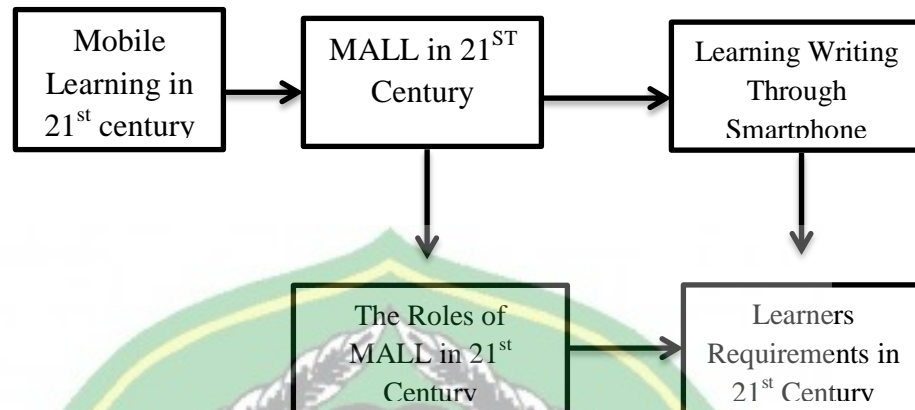 Mobile
Learning in
21st century
MALL in 21ST
Century
Learning Writing
Through
Smartphone
The Roles of
MALL in 21st
Century
Learners
Requirements in
21st Century